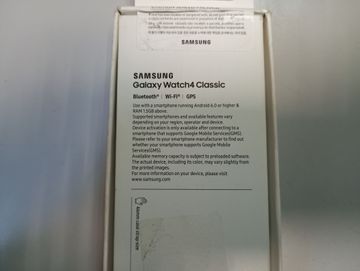 SAMSUNG
SAMSUNG
Galaxy Watch4 Classic
Bluetooth® | Wi-Fi® | GPS
Use with a smartphone running Android 6.0 or higher &
RAM 1.5GB above.
Supported smartphones and available features may vary
depending on your region, operator and device.
Device activation is only available after connecting to a
smartphone that supports Google Mobile Services(GMS).
Please refer to your smartphone manufacturer to find out
whether your smartphone supports Google Mobile
Services(GMS).
Available memory capacity is subject to preloaded software.
The actual device, including its color, may vary slightly from
the printed images.
For more information on your device, please visit
www.samsung.com